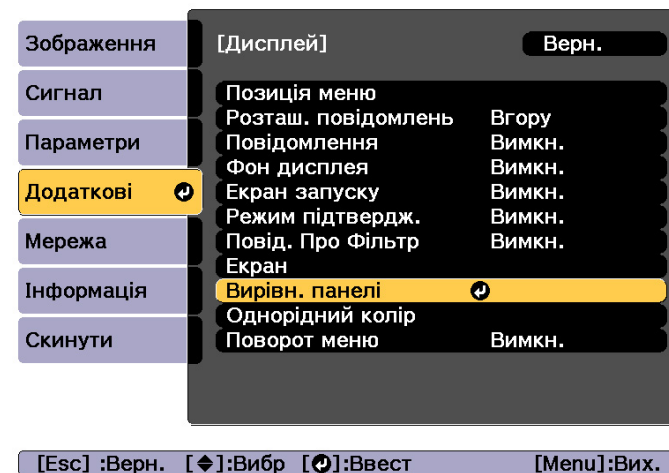 Зображення
Сигнал
Параметри
Додаткові
Мережа
Інформація
Скинути
[Дисплей] Верн.
Позиція меню
Розташ. повідомлень Вгору
Повідомлення Вимкн.
Фон дисплея Вимкн.
Екран запуску Вимкн.
Режим підтвердж. Вимкн.
Повід. Про Фільтр Вимкн.
Екран
Вирівн. панелі
Однорідний колір
Поворот меню Вимкн.
[Esc] :Верн. [◆]:Вибр [↵]:Ввест [Menu]:Вих.